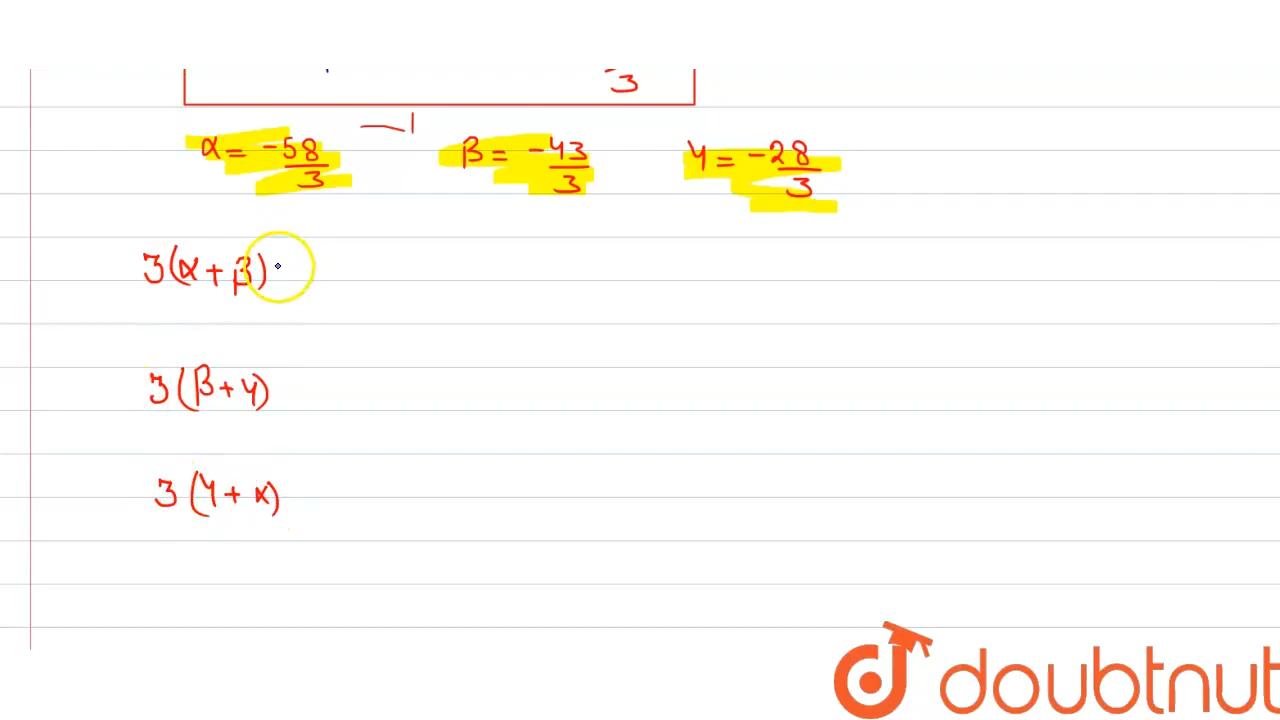 3
—1
α = -58/3 β = -43/3 γ = -28/3
3(α + β)
3(β + γ)
3(γ + α)
doubtnut